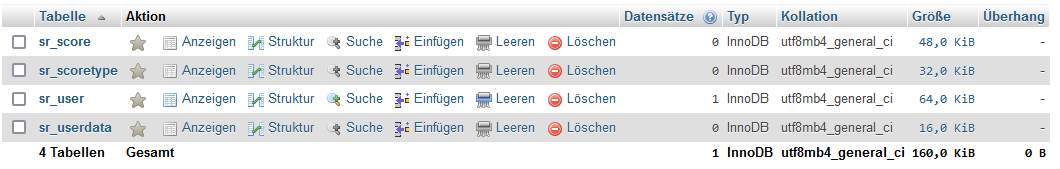 Tabelle Aktion Datensätze Typ Kollation Größe Überhang
sr_score Anzeigen Struktur Suche Einfügen Leeren Löschen 0 InnoDB utf8mb4_general_ci 48,0 KiB -
sr_scoretype Anzeigen Struktur Suche Einfügen Leeren Löschen 0 InnoDB utf8mb4_general_ci 32,0 KiB -
sr_user Anzeigen Struktur Suche Einfügen Leeren Löschen 1 InnoDB utf8mb4_general_ci 64,0 KiB -
sr_userdata Anzeigen Struktur Suche Einfügen Leeren Löschen 0 InnoDB utf8mb4_general_ci 16,0 KiB -
4 Tabellen Gesamt 1 InnoDB utf8mb4_general_ci 160,0 KiB 0 B